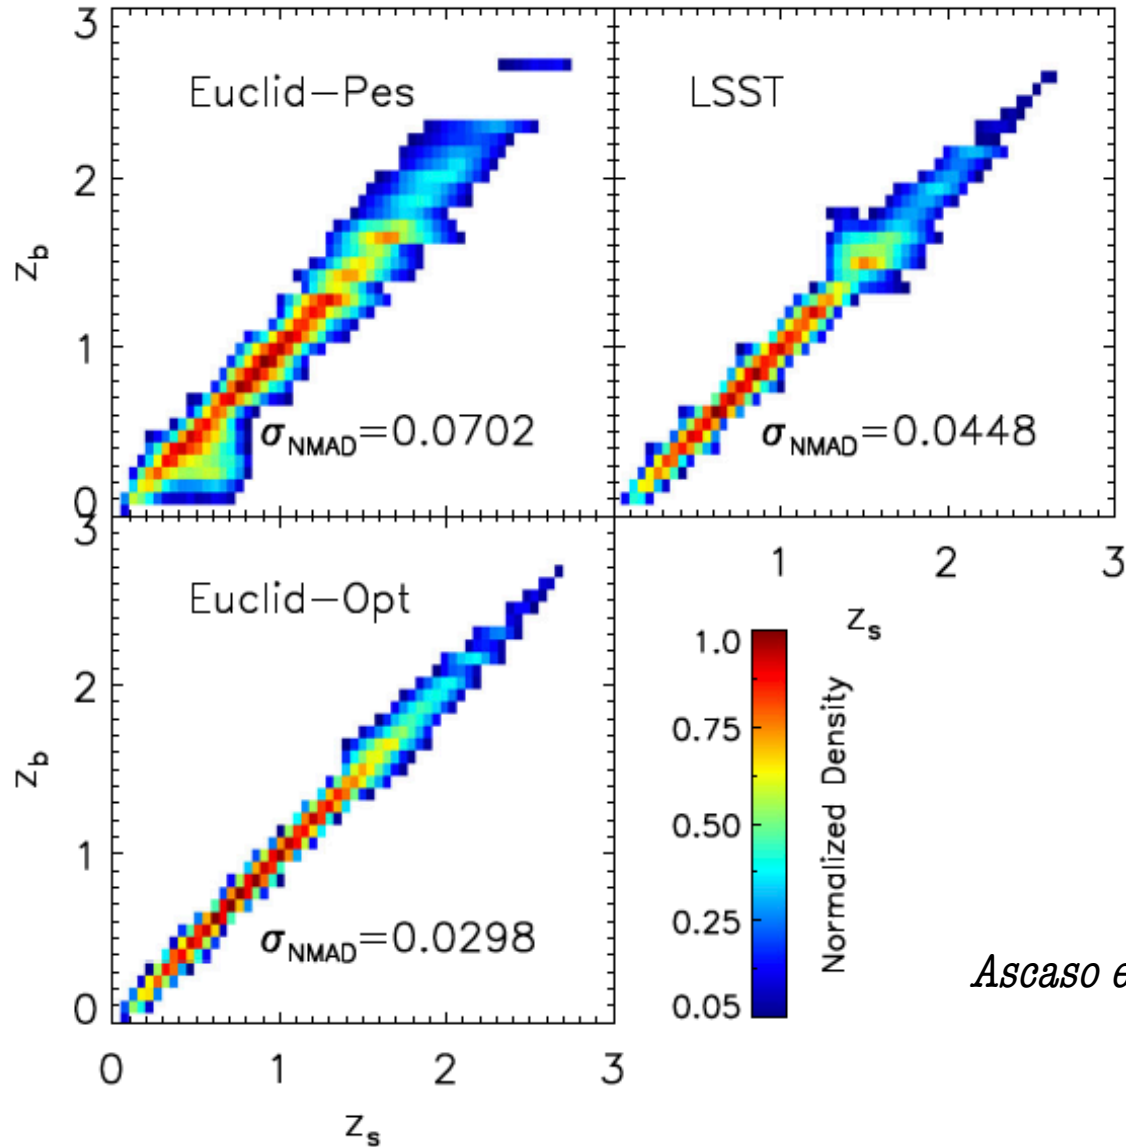 3
Euclid-Pes
LSST
2
z_b
1
σ_NMAD=0.0702
σ_NMAD=0.0448
0
3
1 2 3
Euclid-Opt
z_s
1.0
2
0.75
z_b
Normalized Density
0.50
1
0.25
σ_NMAD=0.0298
Ascaso e
0.05
0
0 1 2 3
z_s